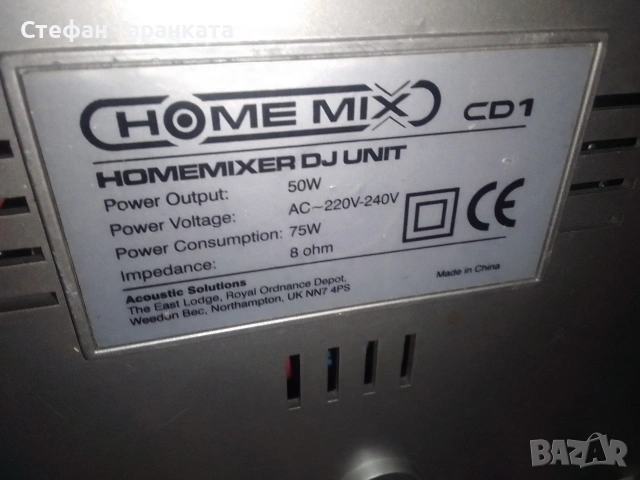 Стефан Таранката
HOME MIX CD1
HOMEMIXER DJ UNIT
Power Output: 50W
Power Voltage: AC~220V-240V
Power Consumption: 75W
Impedance: 8 ohm
CE
Acoustic Solutions
The East Lodge, Royal Ordnance Depot,
Weedun Bec, Northampton, UK NN7 4PS
Made in China
BAZAR